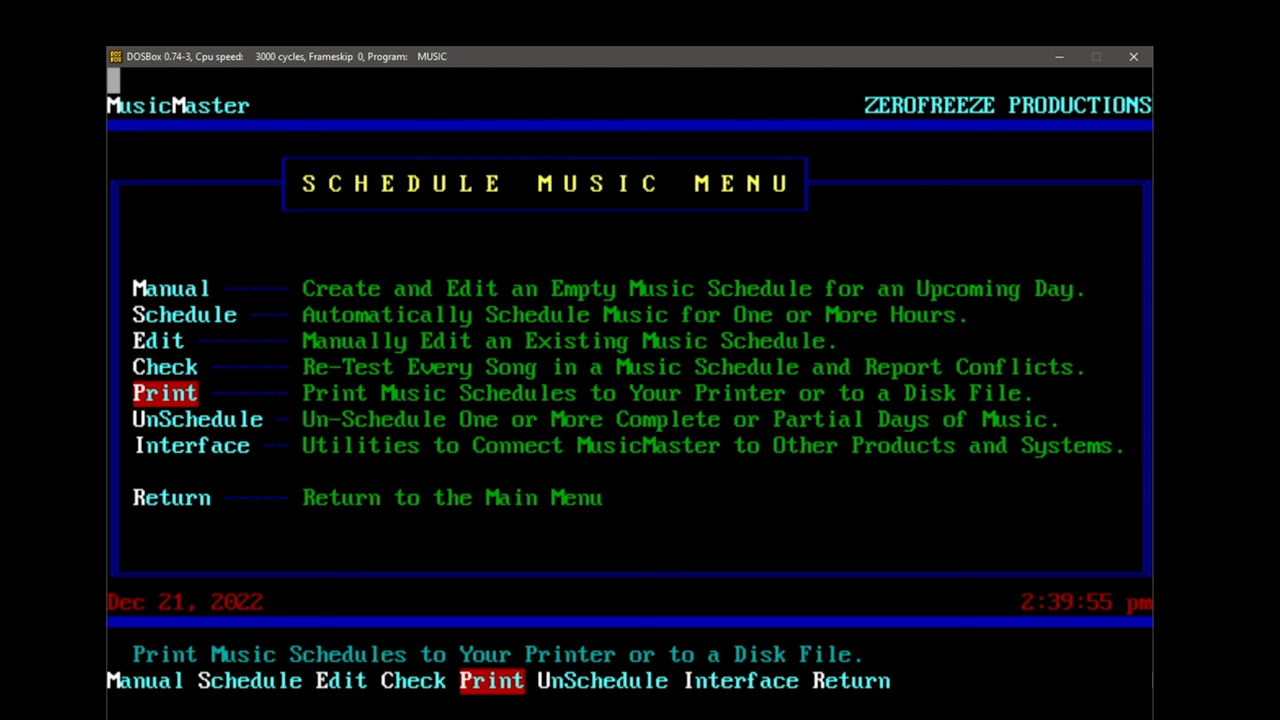 DOSBox 0.74-3, Cpu speed: 3000 cycles, Frameskip 0, Program: MUSIC
MusicMaster ZEROFREEZE PRODUCTIONS
SCHEDULE MUSIC MENU
Manual Create and Edit an Empty Music Schedule for an Upcoming Day.
Schedule Automatically Schedule Music for One or More Hours.
Edit Manually Edit an Existing Music Schedule.
Check Re-Test Every Song in a Music Schedule and Report Conflicts.
Print Print Music Schedules to Your Printer or to a Disk File.
UnSchedule Un-Schedule One or More Complete or Partial Days of Music.
Interface Utilities to Connect MusicMaster to Other Products and Systems.
Return Return to the Main Menu
Dec 21, 2022 2:39:55 pm
Print Music Schedules to Your Printer or to a Disk File.
Manual Schedule Edit Check Print UnSchedule Interface Return